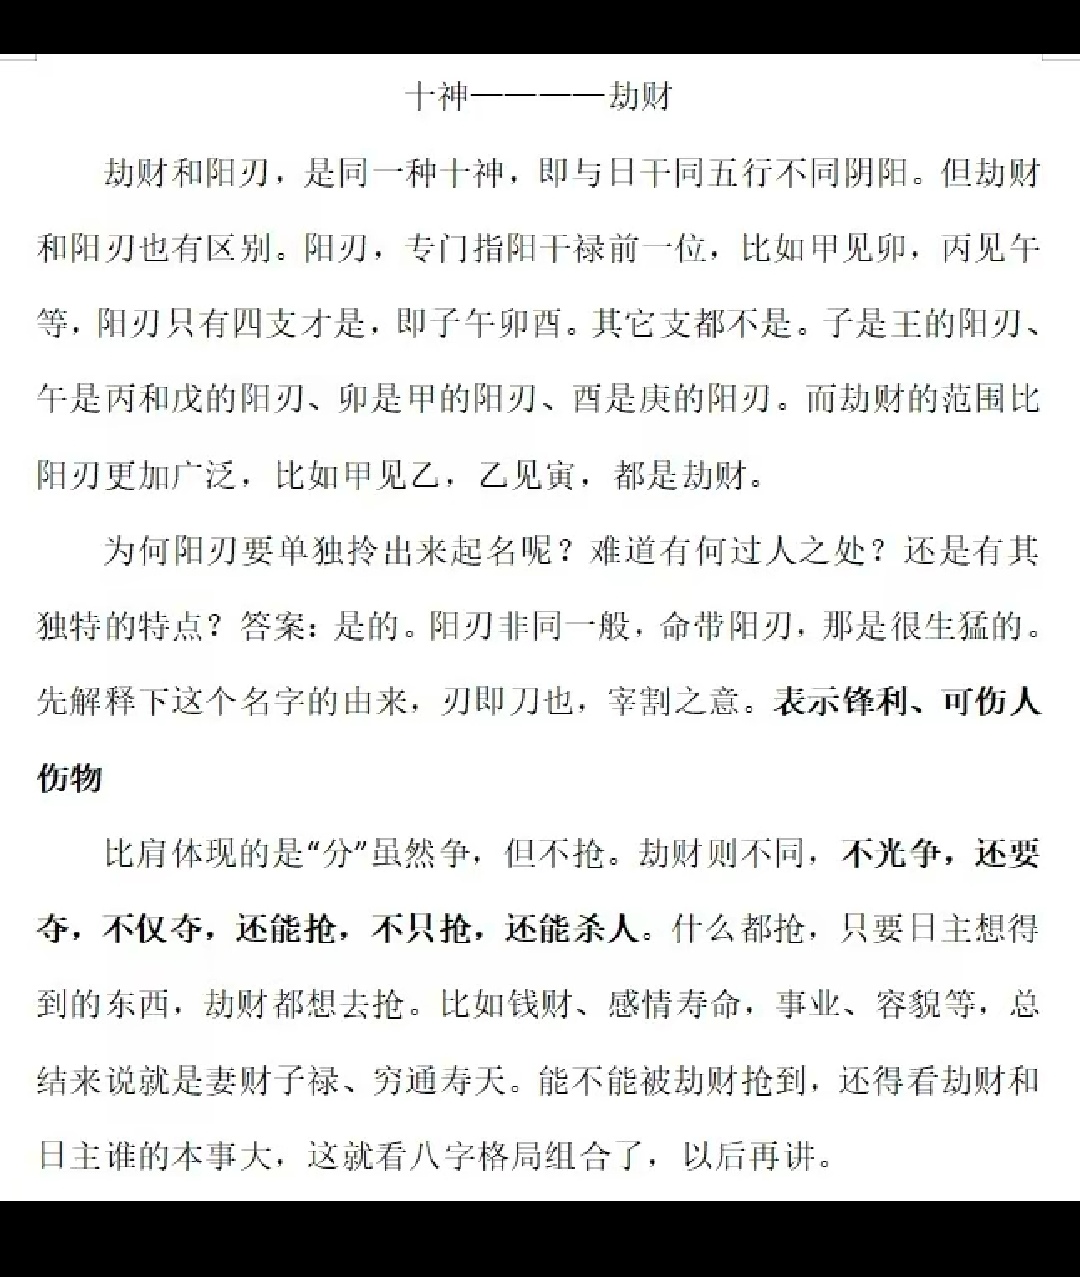 十神————劫财
劫财和阳刃，是同一种十神，即与日干同五行不同阴阳。但劫财
和阳刃也有区别。阳刃，专门指阳干禄前一位，比如甲见卯，丙见午
等，阳刃只有四支才是，即子午卯酉。其它支都不是。子是王的阳刃、
午是丙和戊的阳刃、卯是甲的阳刃、酉是庚的阳刃。而劫财的范围比
阳刃更加广泛，比如甲见乙，乙见寅，都是劫财。
为何阳刃要单独拎出来起名呢？难道有何过人之处？还是有其
独特的特点？答案：是的。阳刃非同一般，命带阳刃，那是很生猛的。
先解释下这个名字的由来，刃即刀也，宰割之意。表示锋利、可伤人
伤物
比肩体现的是“分”虽然争，但不抢。劫财则不同，不光争，还要
夺，不仅夺，还能抢，不只抢，还能杀人。什么都抢，只要日主想得
到的东西，劫财都想去抢。比如钱财、感情寿命，事业、容貌等，总
结来说就是妻财子禄、穷通寿夭。能不能被劫财抢到，还得看劫财和
日主谁的本事大，这就看八字格局组合了，以后再讲。